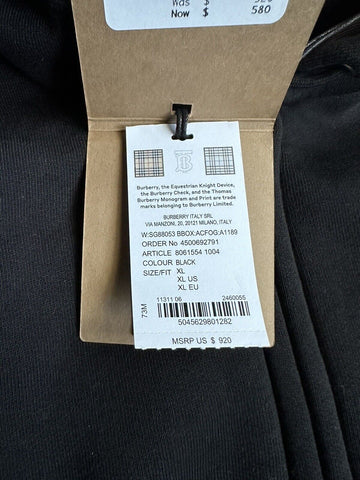 Was $ 920
Now $ 580
Burberry, the Equestrian Knight Device,
the Burberry Check, and the Thomas
Burberry Monogram and Print are trade
marks belonging to Burberry Limited.
BURBERRY ITALY SRL
VIA MANZONI, 20, 20121 MILANO, ITALY
W:SG88053 BBOX:ACFOG:A1189
ORDER No 4500692791
ARTICLE 8061554 1004
COLOUR BLACK
SIZE/FIT XL
XL US
XL EU
73M
11311 06 2460055
5045629801282
MSRP US $ 920